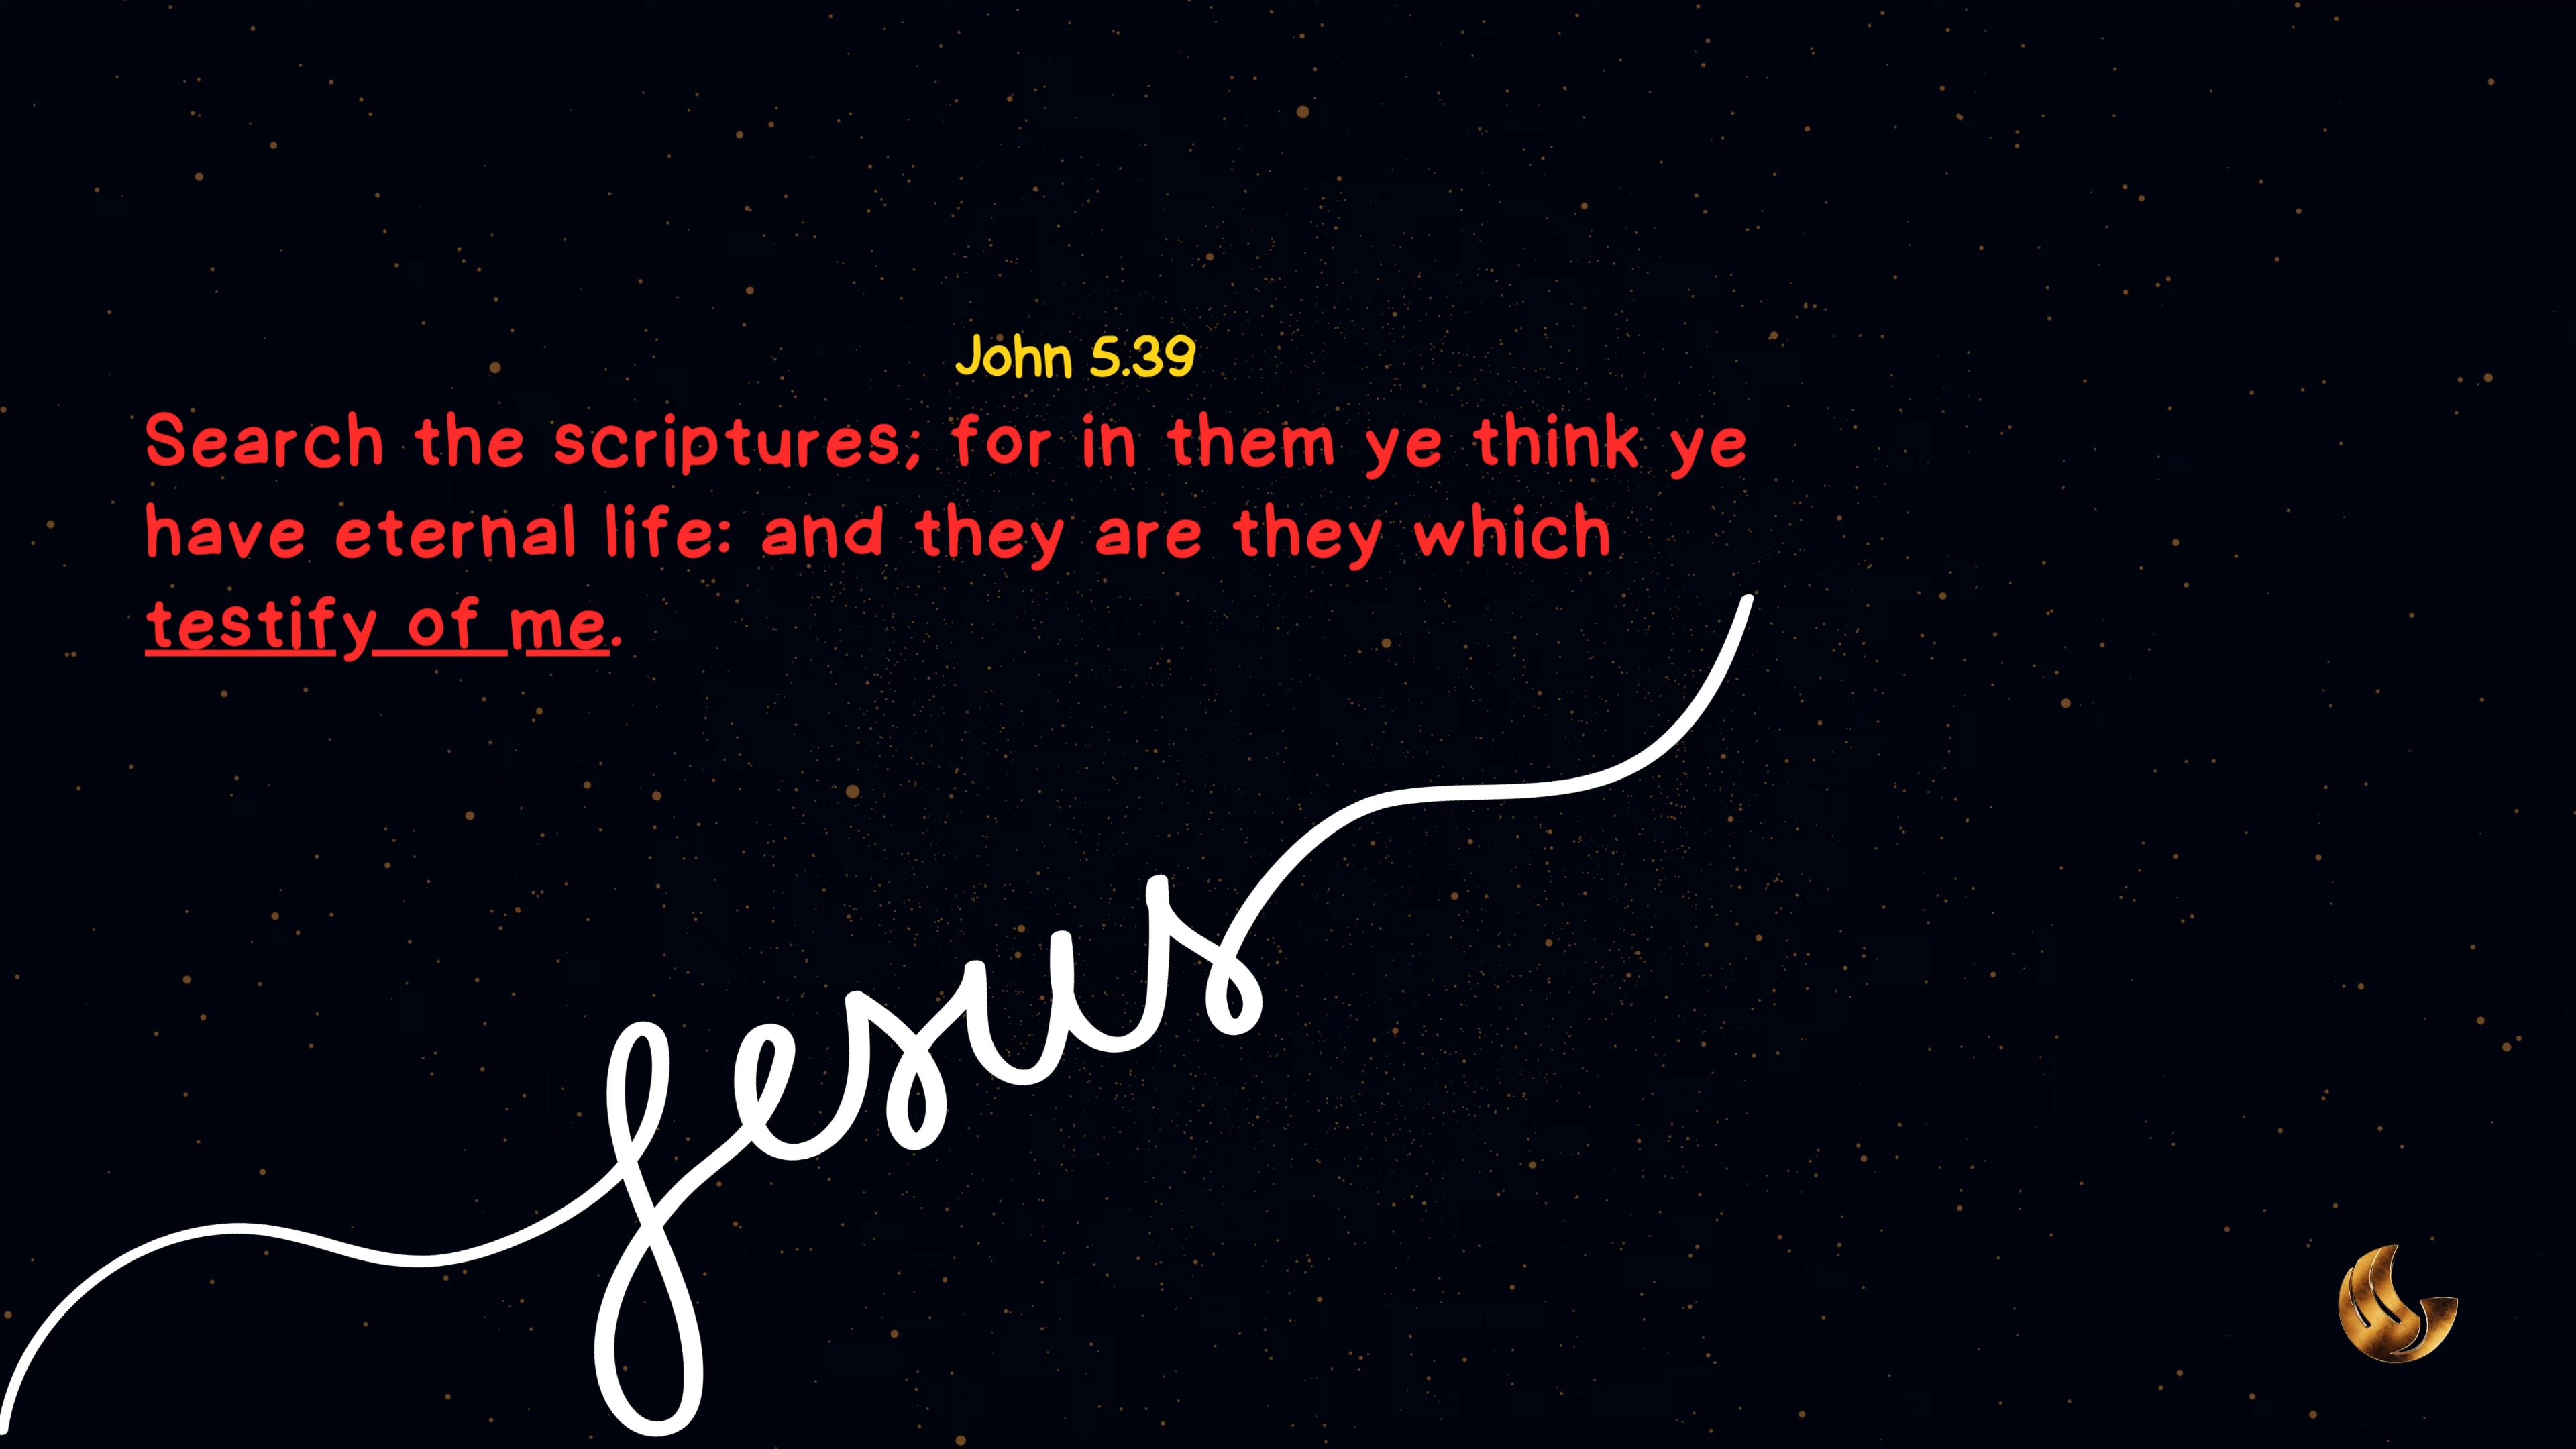 John 5.39
Search the scriptures; for in them ye think ye
have eternal life: and they are they which
testify of me.
Jesus